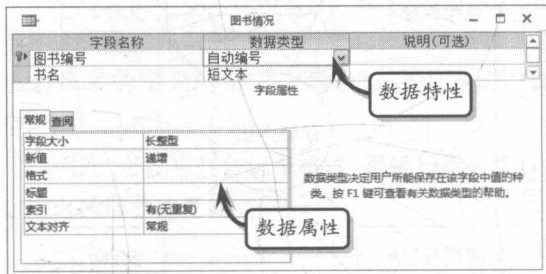 图书情况
字段名称 数据类型 说明(可选)
图书编号 自动编号
书名 短文本
字段属性
数据特性
常规 查阅
字段大小 长整型
新值 递增
格式
标题
索引 有(无重复)
文本对齐 常规
数据类型决定用户所能保存在该字段中值的种
类。按 F1 键可查看有关数据类型的帮助。
数据属性